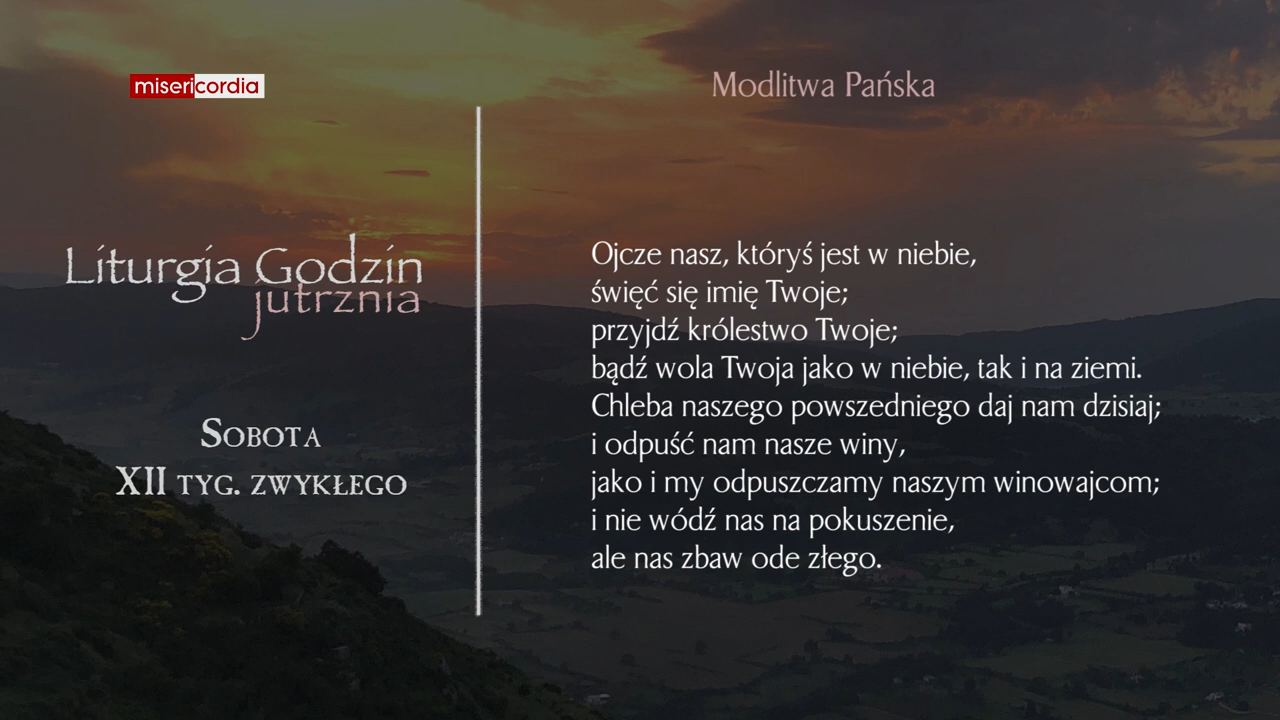 misericordia
Liturgia Godzin
jutrznia
Sobota
XII tyg. zwykłego
Modlitwa Pańska
Ojcze nasz, któryś jest w niebie,
święć się imię Twoje;
przyjdź królestwo Twoje;
bądź wola Twoja jako w niebie, tak i na ziemi.
Chleba naszego powszedniego daj nam dzisiaj;
i odpuść nam nasze winy,
jako i my odpuszczamy naszym winowajcom;
i nie wódź nas na pokuszenie,
ale nas zbaw ode złego.